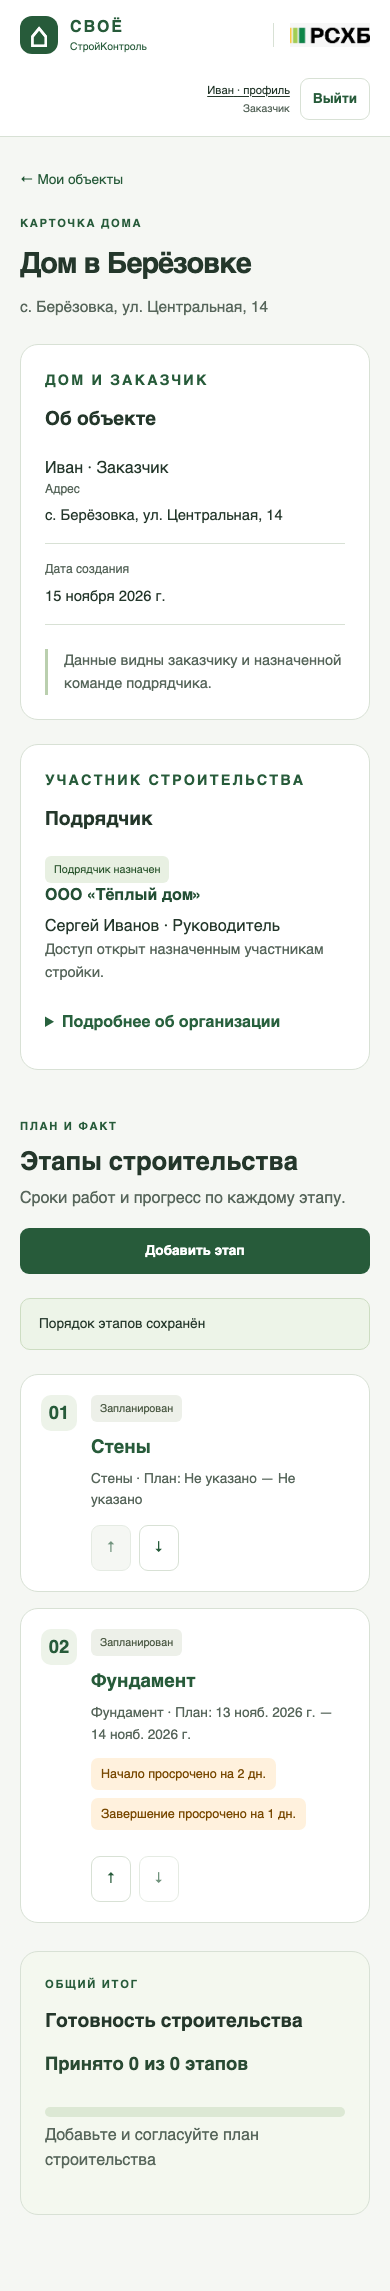 СВОЁ
СтройКонтроль
РСХБ
Иван · профиль
Заказчик
Выйти
← Мои объекты
КАРТОЧКА ДОМА
Дом в Берёзовке
с. Берёзовка, ул. Центральная, 14
ДОМ И ЗАКАЗЧИК
Об объекте
Иван · Заказчик
Адрес
с. Берёзовка, ул. Центральная, 14
Дата создания
15 ноября 2026 г.
Данные видны заказчику и назначенной
команде подрядчика.
УЧАСТНИК СТРОИТЕЛЬСТВА
Подрядчик
Подрядчик назначен
ООО «Тёплый дом»
Сергей Иванов · Руководитель
Доступ открыт назначенным участникам
стройки.
▶ Подробнее об организации
ПЛАН И ФАКТ
Этапы строительства
Сроки работ и прогресс по каждому этапу.
Добавить этап
Порядок этапов сохранён
01
Запланирован
Стены
Стены · План: Не указано — Не
указано
↑ ↓
02
Запланирован
Фундамент
Фундамент · План: 13 нояб. 2026 г. —
14 нояб. 2026 г.
Начало просрочено на 2 дн.
Завершение просрочено на 1 дн.
↑ ↓
ОБЩИЙ ИТОГ
Готовность строительства
Принято 0 из 0 этапов
Добавьте и согласуйте план
строительства